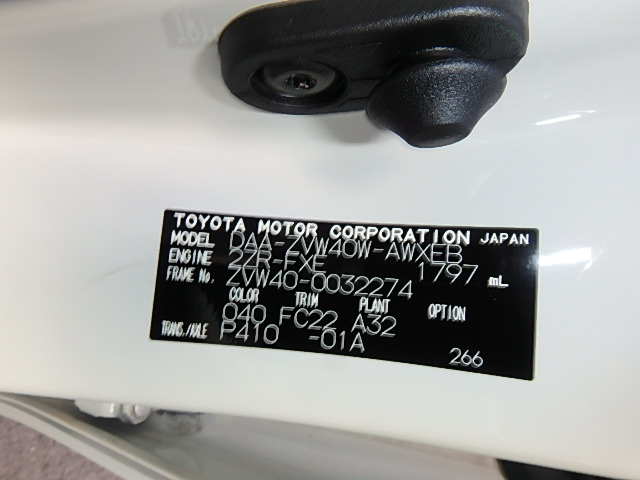 TOYOTA MOTOR CORPORATION JAPAN
MODEL DAA-ZVW40W-AWXEB
ENGINE 2ZR-FXE 1797 mL
FRAME No. ZVW40-0032274
COLOR TRIM PLANT OPTION
040 FC22 A32
TRANS./AXLE P410 -01A
266